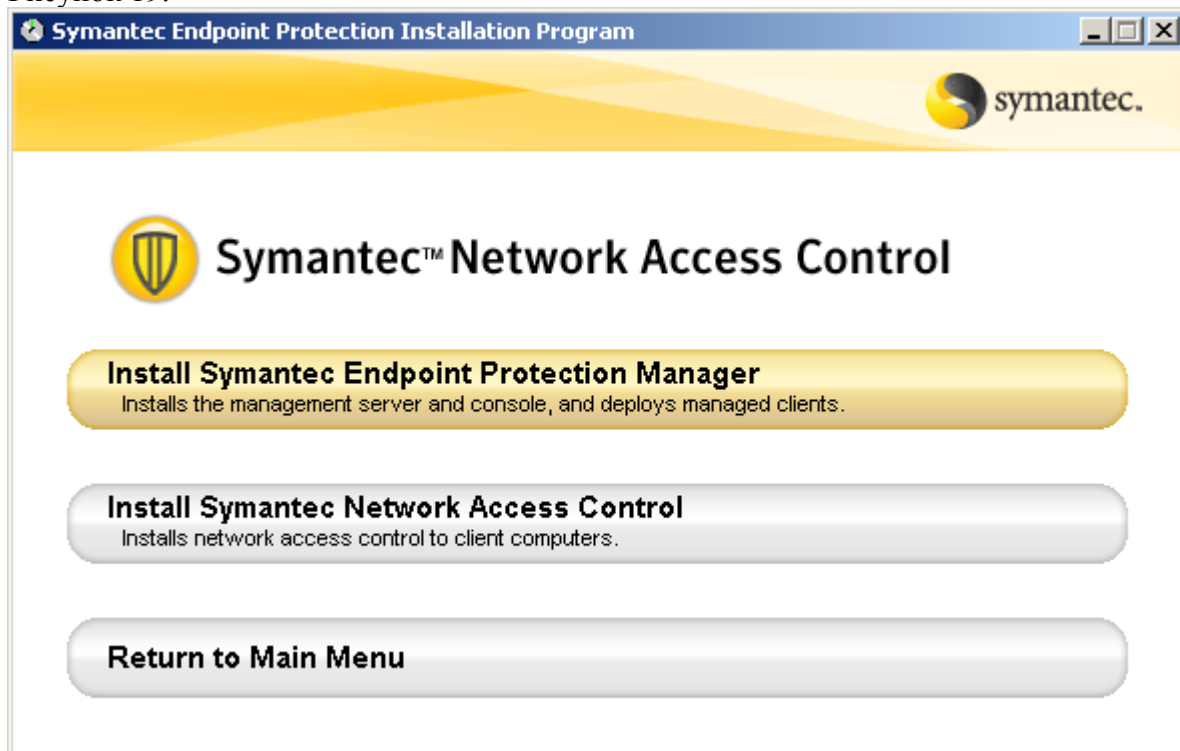 Рисунок 19.
Symantec Endpoint Protection Installation Program
symantec.
Symantec™ Network Access Control
Install Symantec Endpoint Protection Manager
Installs the management server and console, and deploys managed clients.
Install Symantec Network Access Control
Installs network access control to client computers.
Return to Main Menu